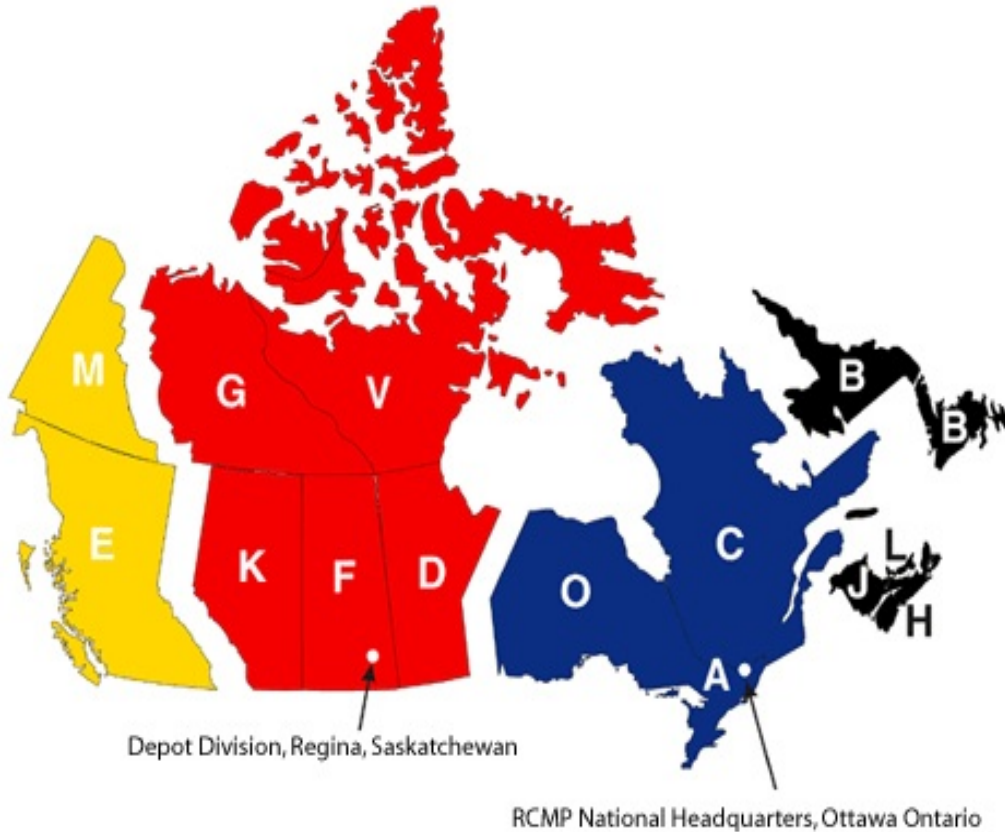 M
G
V
B
B
E
K
F
D
O
C
L
J
H
A
Depot Division, Regina, Saskatchewan
RCMP National Headquarters, Ottawa Ontario